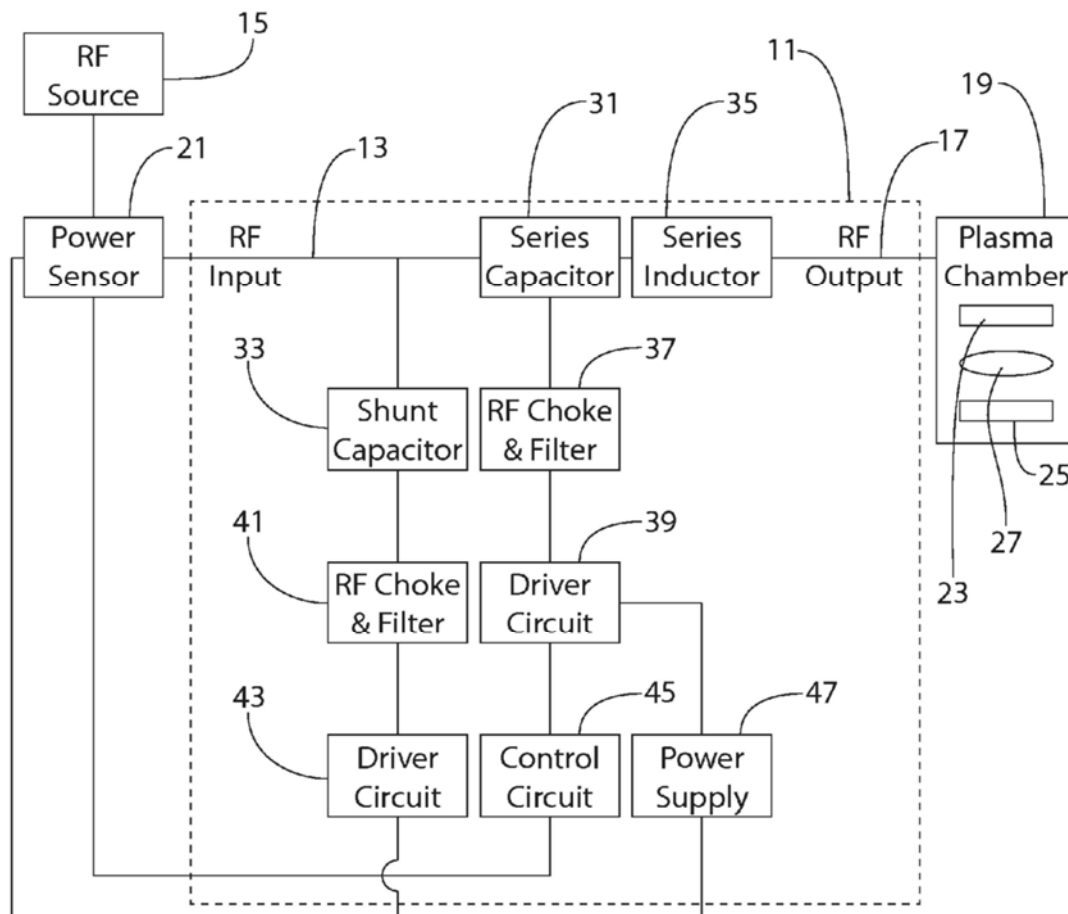 15
RF
Source
11
19
31
35
17
21
13
Power
Sensor
RF
Input
Series
Capacitor
Series
Inductor
RF
Output
Plasma
Chamber
33
37
Shunt
Capacitor
RF Choke
& Filter
25
41
39
27
23
RF Choke
& Filter
Driver
Circuit
43
45
47
Driver
Circuit
Control
Circuit
Power
Supply